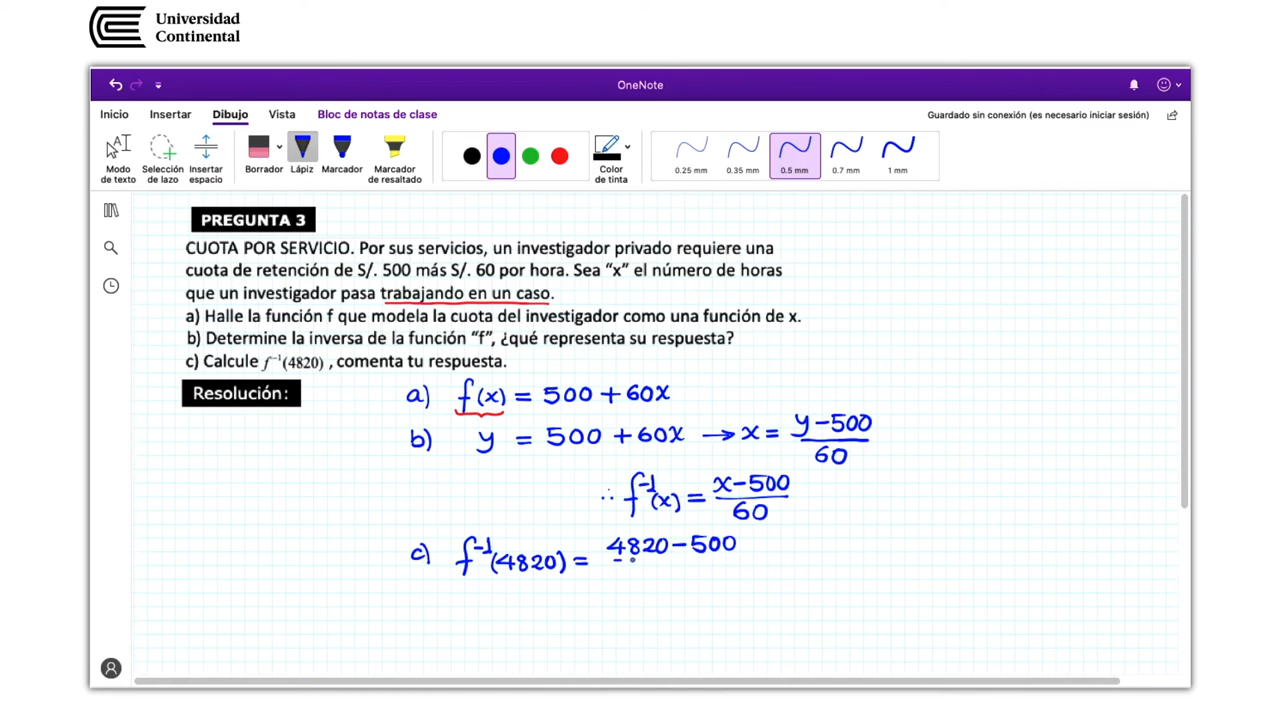 Universidad
Continental
OneNote
Inicio Insertar Dibujo Vista Bloc de notas de clase Guardado sin conexión (es necesario iniciar sesión)
Modo de texto Selección de lazo Insertar espacio Borrador Lápiz Marcador Marcador de resaltado Color de tinta 0.25 mm 0.35 mm 0.5 mm 0.7 mm 1 mm
PREGUNTA 3
CUOTA POR SERVICIO. Por sus servicios, un investigador privado requiere una
cuota de retención de S/. 500 más S/. 60 por hora. Sea “x” el número de horas
que un investigador pasa trabajando en un caso.
a) Halle la función f que modela la cuota del investigador como una función de x.
b) Determine la inversa de la función “f”, ¿qué representa su respuesta?
c) Calcule f⁻¹(4820) , comenta tu respuesta.
Resolución:
a) f(x) = 500 + 60x
b) y = 500 + 60x → x = (y-500)/60
∴ f⁻¹(x) = (x-500)/60
c) f⁻¹(4820) = 4820-500